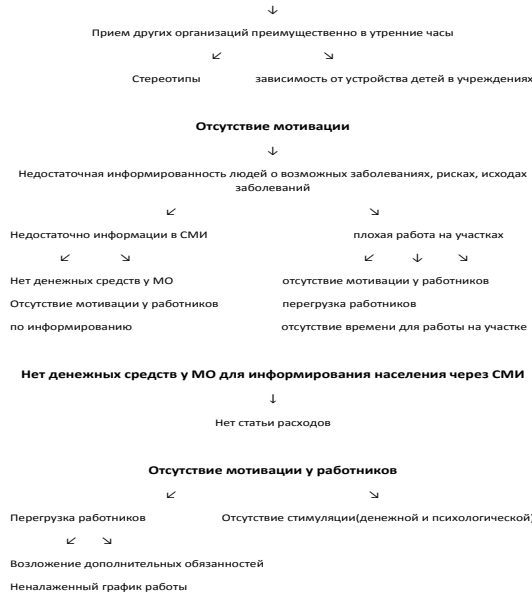 ↓
Прием других организаций преимущественно в утренние часы
↙ ↘
Стереотипы зависимость от устройства детей в учреждениях
Отсутствие мотивации
↓
Недостаточная информированность людей о возможных заболеваниях, рисках, исходах
заболеваний
↙ ↘
Недостаточно информации в СМИ плохая работа на участках
↙ ↘ ↙ ↓ ↘
Нет денежных средств у МО отсутствие мотивации у работников
Отсутствие мотивации у работников перегрузка работников
по информированию отсутствие времени для работы на участке
Нет денежных средств у МО для информирования населения через СМИ
↓
Нет статьи расходов
Отсутствие мотивации у работников
↙ ↘
Перегрузка работников Отсутствие стимуляции(денежной и психологической)
↙ ↘
Возложение дополнительных обязанностей
Неналаженный график работы